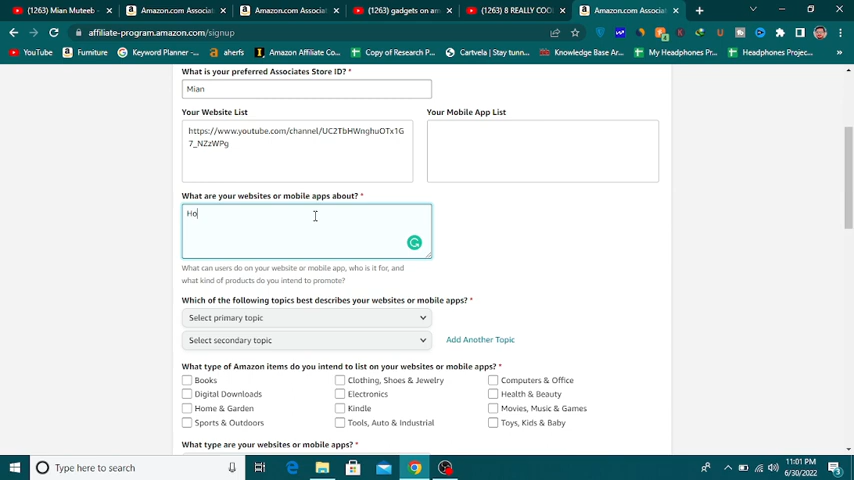 (1263) Mian Muteeb -
Amazon.com Associat
Amazon.com Associat
(1263) gadgets on am
(1263) 8 REALLY COO
Amazon.com Associat
affiliate-program.amazon.com/signup
YouTube
Furniture
Keyword Planner -...
aherfs
Amazon Affiliate Co...
Copy of Research P...
Cartvela | Stay tunn...
Knowledge Base Ar...
My Headphones Pr...
Headphones Projec...
What is your preferred Associates Store ID? *
Mian
Your Website List
Your Mobile App List
https://www.youtube.com/channel/UC2TbHWnghuOTx1G
7_NZzWPg
What are your websites or mobile apps about? *
Ho
What can users do on your website or mobile app, who is it for, and
what kind of products do you intend to promote?
Which of the following topics best describes your websites or mobile apps? *
Select primary topic
Select secondary topic
Add Another Topic
What type of Amazon items do you intend to list on your websites or mobile apps? *
Books
Clothing, Shoes & Jewelry
Computers & Office
Digital Downloads
Electronics
Health & Beauty
Home & Garden
Kindle
Movies, Music & Games
Sports & Outdoors
Tools, Auto & Industrial
Toys, Kids & Baby
What type are your websites or mobile apps? *
Type here to search
11:01 PM
6/30/2022